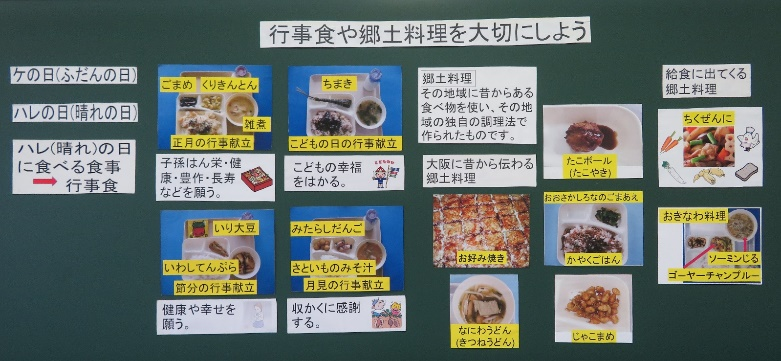 行事食や郷土料理を大切にしよう
ケの日(ふだんの日)
ハレの日(晴れの日)
ハレ(晴れ)の日
に食べる食事
➡ 行事食
ごまめ くりきんとん
雑煮
正月の行事献立
子孫はん栄・健
康・豊作・長寿
などを願う。
ちまき
こどもの日の行事献立
こどもの幸福
をはかる。
いり大豆
いわしてんぷら
節分の行事献立
健康や幸せを
願う。
みたらしだんご
さといものみそ汁
月見の行事献立
収かくに感謝
する。
郷土料理
その地域に昔からある
食べ物を使い、その地
域の独自の調理法で
作られたものです。
大阪に昔から伝わる
郷土料理
お好み焼き
なにわうどん
(きつねうどん)
たこボール
(たこやき)
おおさかしろなのごまあえ
かやくごはん
じゃこまめ
給食に出てくる
郷土料理
ちくぜんに
おきなわ料理
ソーミンじる
ゴーヤーチャンプルー